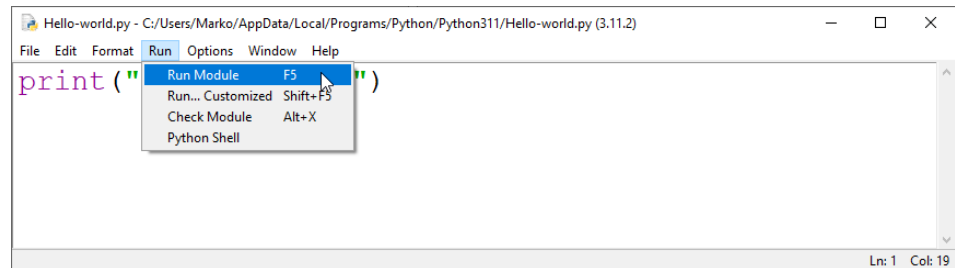 Hello-world.py - C:/Users/Marko/AppData/Local/Programs/Python/Python311/Hello-world.py (3.11.2)
File Edit Format Run Options Window Help
print(" ")
Run Module F5
Run... Customized Shift+F5
Check Module Alt+X
Python Shell
Ln: 1 Col: 19